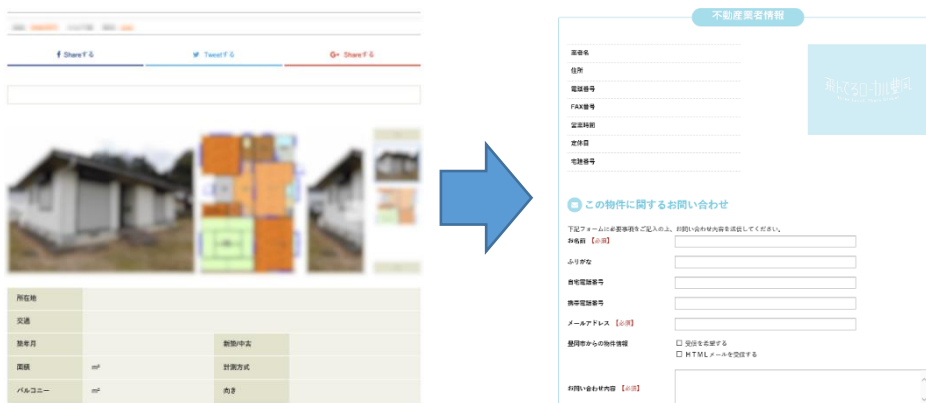 Shareする
Tweetする
G+ Shareする
所在地
交通
築年月
新築/中古
面積
m²
計測方式
バルコニー
m²
向き
不動産業者情報
業者名
住所
電話番号
FAX番号
営業時間
定休日
宅建番号
この物件に関するお問い合わせ
下記フォームに必要事項をご記入の上、お問い合わせ内容を送信してください。
お名前 【必須】
ふりがな
自宅電話番号
携帯電話番号
メールアドレス 【必須】
豊岡市からの物件情報
受信を希望する
HTMLメールを受信する
お問い合わせ内容 【必須】